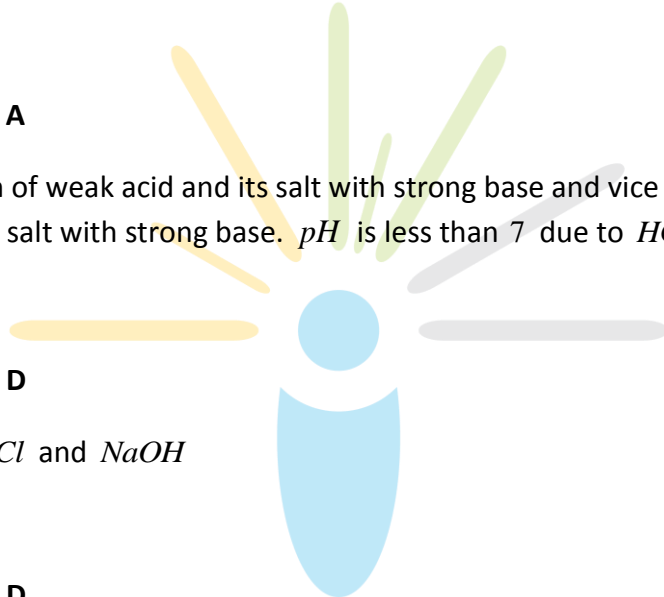 A
of weak acid and its salt with strong base and vice
salt with strong base. pH is less than 7 due to
D
Cl and NaOH
D